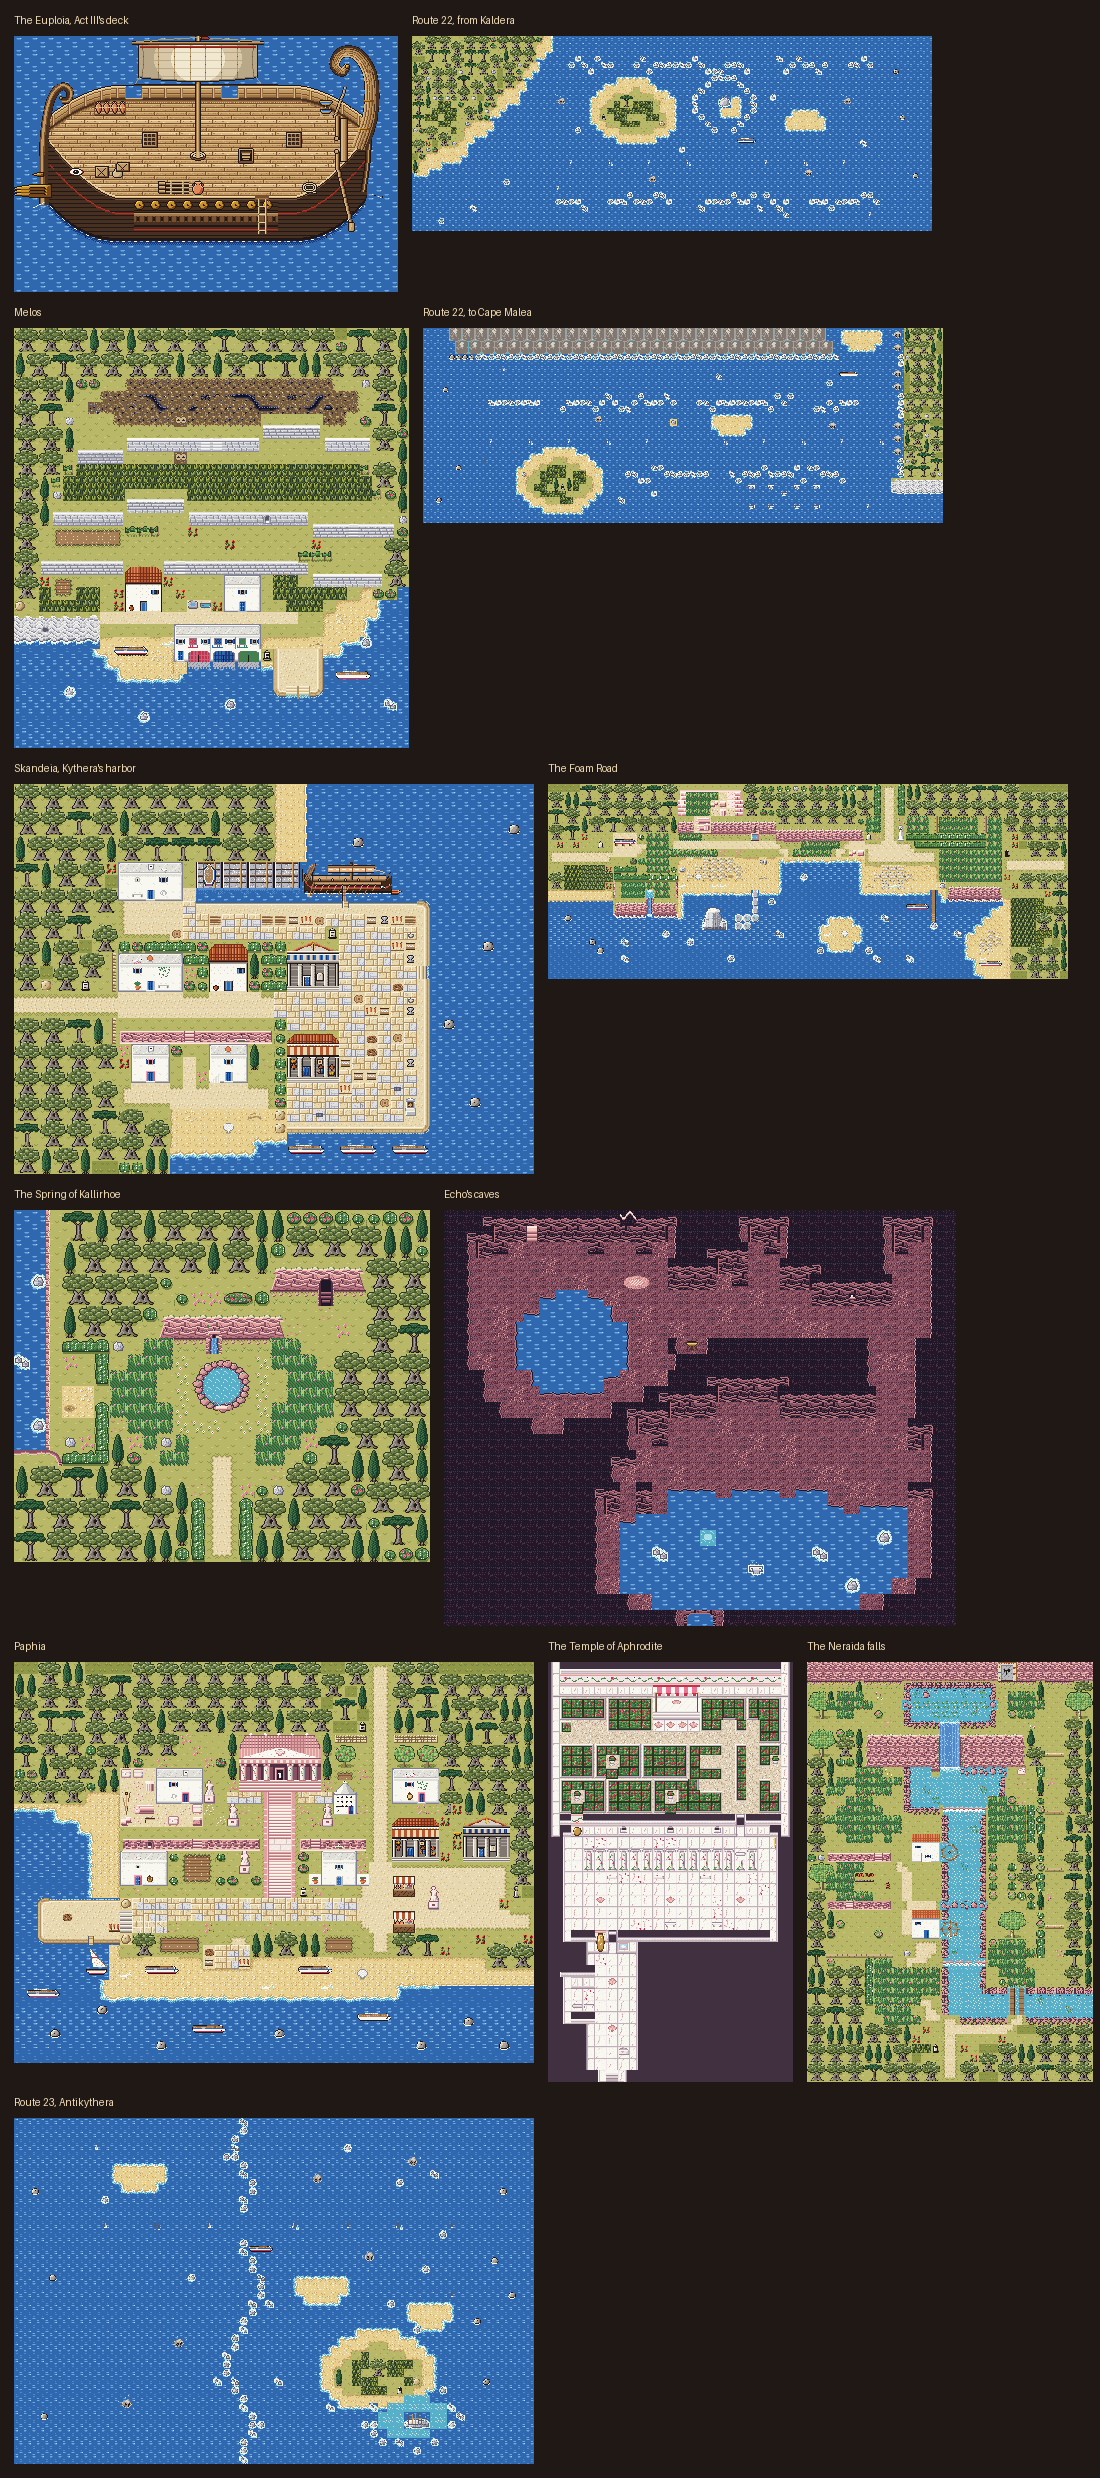 The Euploia, Act III's deck
Route 22, from Kaldera
Melos
Route 22, to Cape Malea
Skandeia, Kythera's harbor
The Foam Road
The Spring of Kallirhoe
Echo's caves
Paphia
The Temple of Aphrodite
The Neraida falls
Route 23, Antikythera